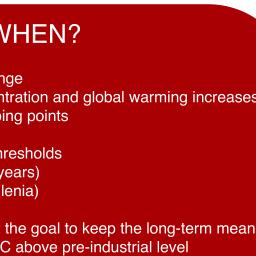 WHEN?
nge
ntration and global warming increases
ping points
hresholds
years)
lenia)
the goal to keep the long-term mean
C above pre-industrial level